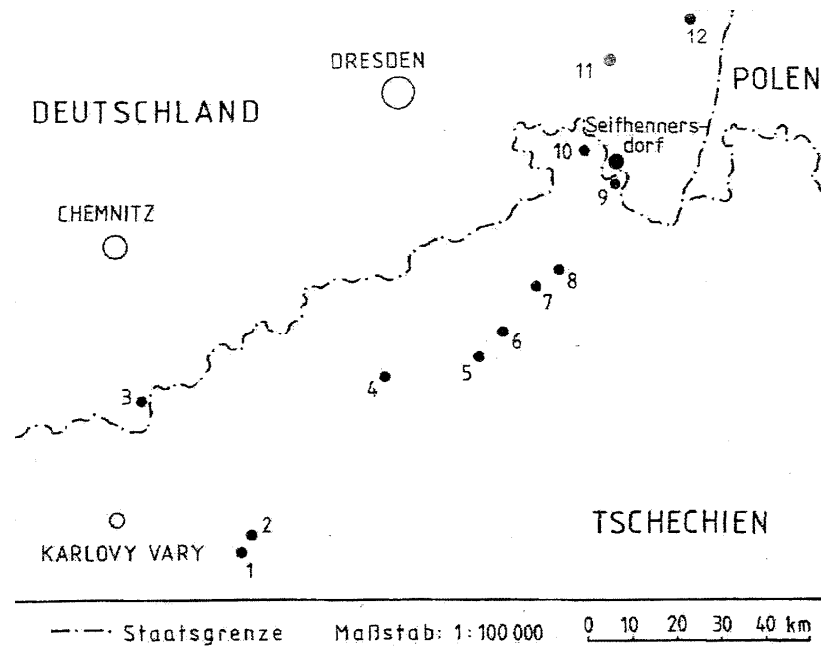 12
DRESDEN
11
POLEN
DEUTSCHLAND
Seifhenners-
dorf
10
9
CHEMNITZ
8
7
6
5
4
3
TSCHECHIEN
2
KARLOVY VARY
1
Staatsgrenze Maßstab: 1:100 000 0 10 20 30 40 km